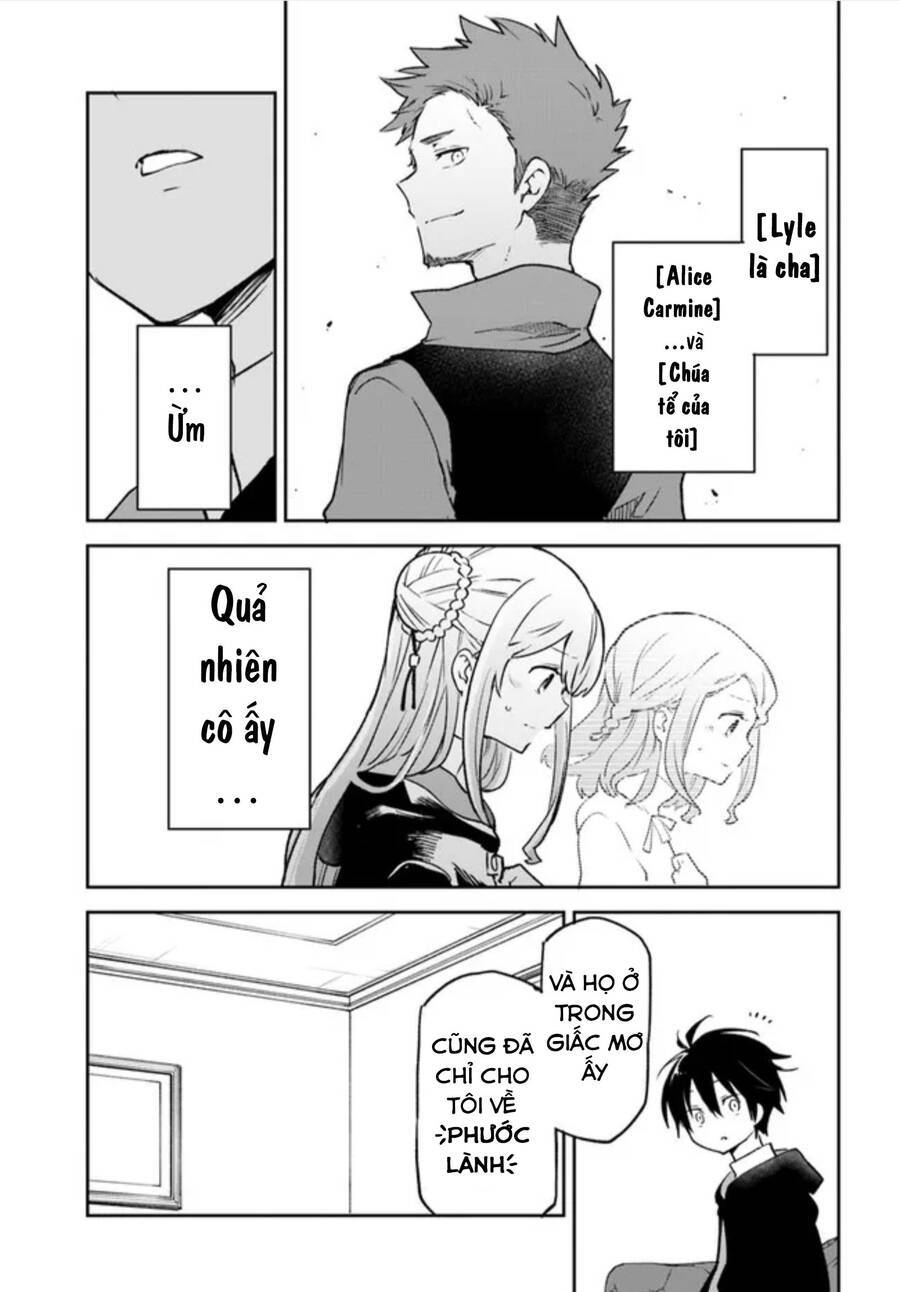 [Lyle
là cha]
[Alice
Carmine]
...và
[Chúa
tể của
tôi]
...
Ừm
Quả
nhiên
cô ấy
...
VÀ HỌ Ở
TRONG
GIẤC MƠ
ẤY
CŨNG ĐÃ
CHỈ CHO
TÔI VỀ
PHƯỚC
LÀNH